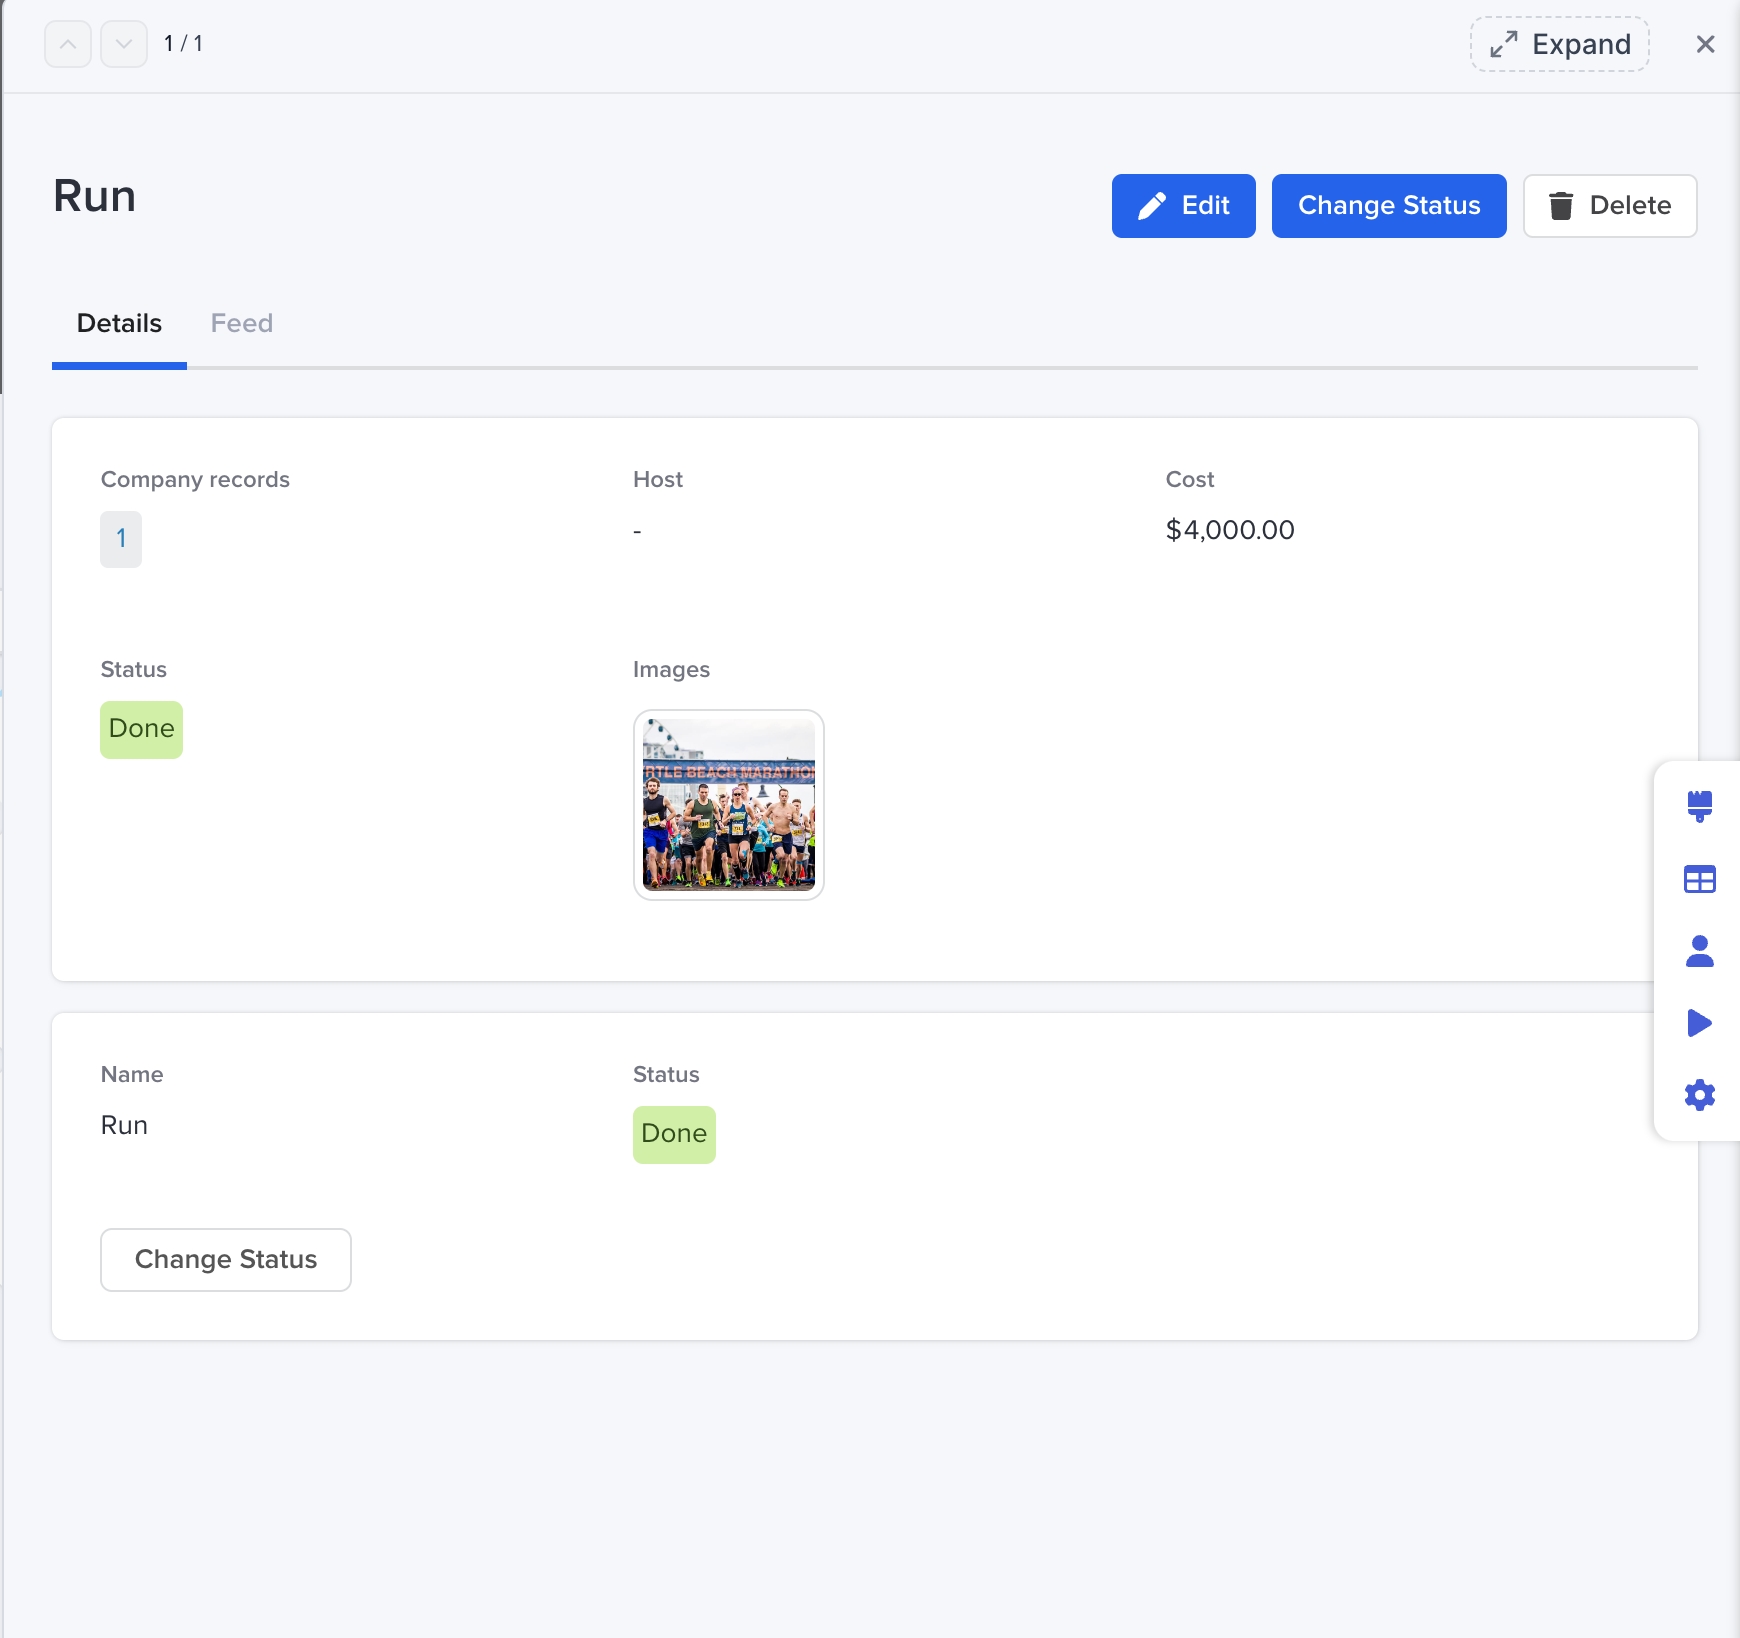 1 / 1
Expand
Run
Edit
Change Status
Delete
Details
Feed
Company records
Host
Cost
1
-
$4,000.00
Status
Images
Done
RTLE BEACH MARATHO
Name
Status
Run
Done
Change Status